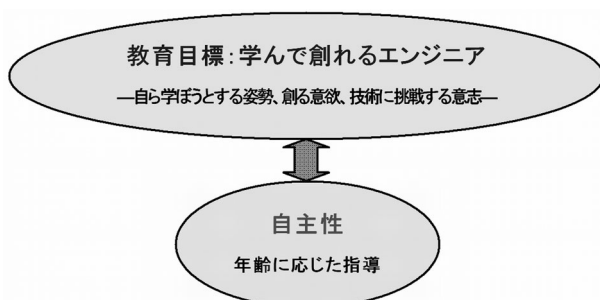 教育目標：学んで創れるエンジニア
―自ら学ぼうとする姿勢、創る意欲、技術に挑戦する意志―
自主性
年齢に応じた指導